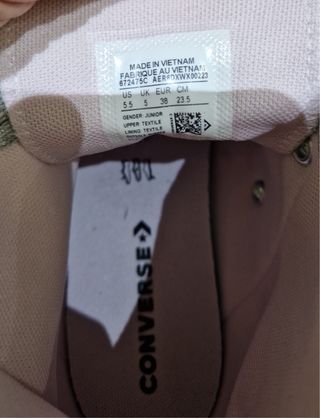 MADE IN VIETNAM
FABRIQUE AU VIETNAM
672475C
US UK EUR CM
5.5 5 38 23.5
GENDER: JUNIOR
UPPER: TEXTILE
LINING: TEXTILE
CONVERSE